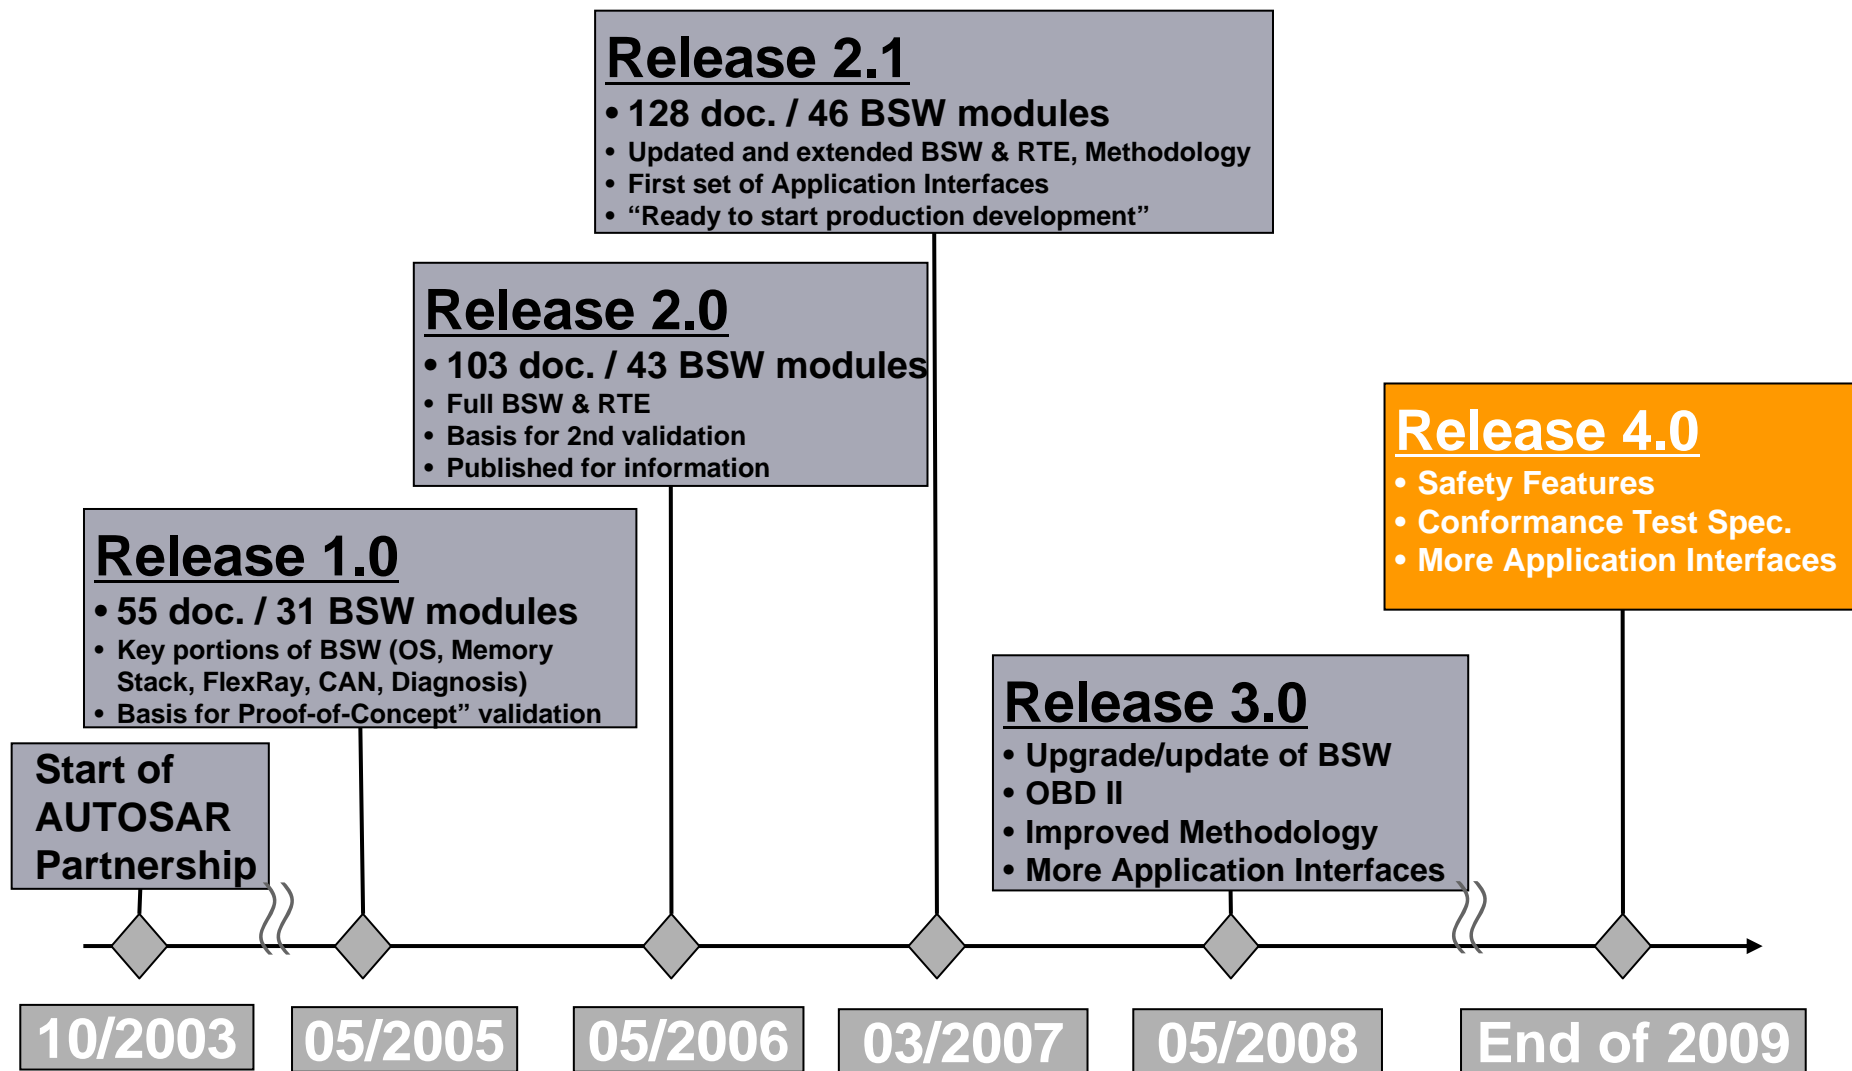 Release 2.1
• 128 doc. / 46 BSW modules
• Updated and extended BSW & RTE, Methodology
• First set of Application Interfaces
• “Ready to start production development”
Release 2.0
• 103 doc. / 43 BSW modules
• Full BSW & RTE
• Basis for 2nd validation
• Published for information
Release 4.0
• Safety Features
• Conformance Test Spec.
• More Application Interfaces
Release 1.0
• 55 doc. / 31 BSW modules
• Key portions of BSW (OS, Memory
Stack, FlexRay, CAN, Diagnosis)
• Basis for Proof-of-Concept” validation
Release 3.0
• Upgrade/update of BSW
• OBD II
• Improved Methodology
• More Application Interfaces
Start of
AUTOSAR
Partnership
10/2003
05/2005
05/2006
03/2007
05/2008
End of 2009